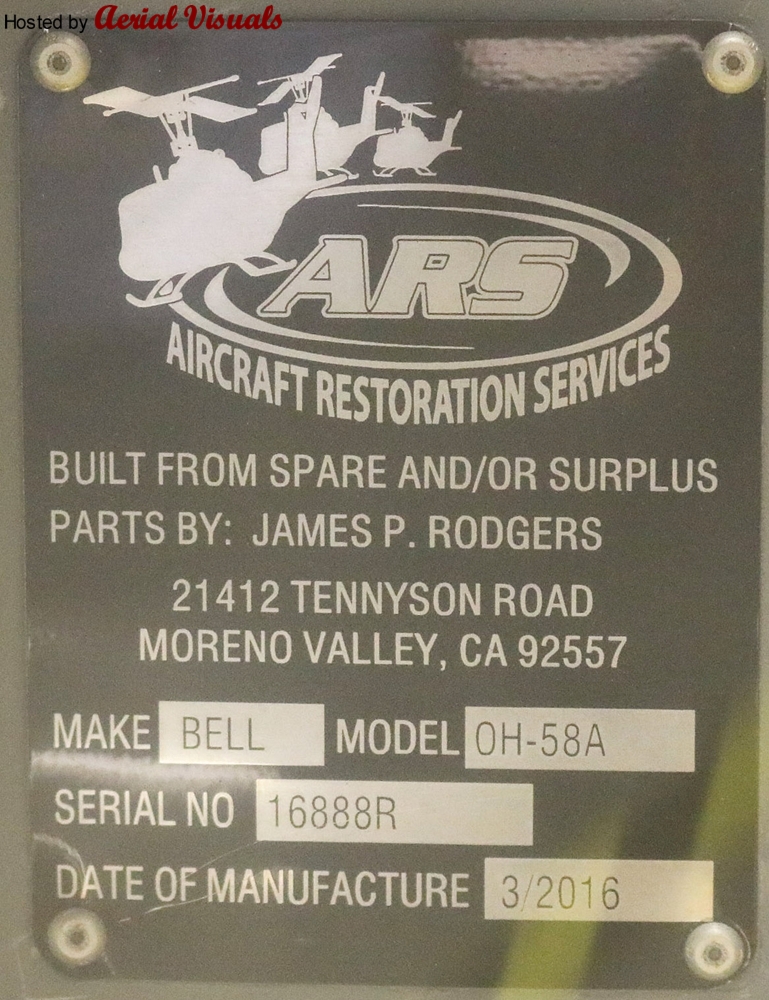 Hosted by Aerial Visuals
ARS
AIRCRAFT RESTORATION SERVICES
BUILT FROM SPARE AND/OR SURPLUS
PARTS BY: JAMES P. RODGERS
21412 TENNYSON ROAD
MORENO VALLEY, CA 92557
MAKE BELL MODEL OH-58A
SERIAL NO 16888R
DATE OF MANUFACTURE 3/2016